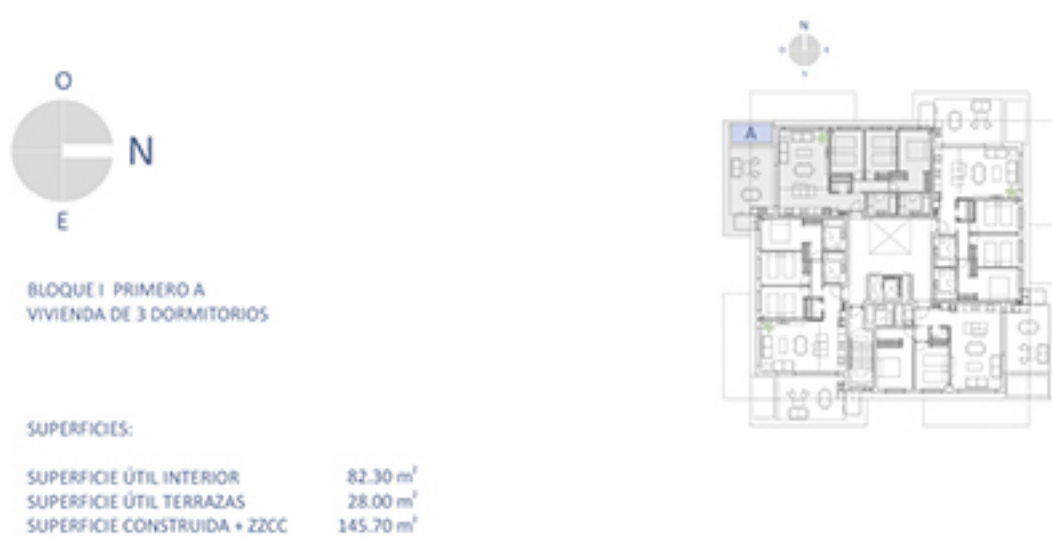 O
N
E
N
O
E
S
A
BLOQUE I PRIMERO A
VIVIENDA DE 3 DORMITORIOS
SUPERFICIES:
SUPERFICIE ÚTIL INTERIOR 82.30 m²
SUPERFICIE ÚTIL TERRAZAS 28.00 m²
SUPERFICIE CONSTRUIDA + ZZCC 145.70 m²